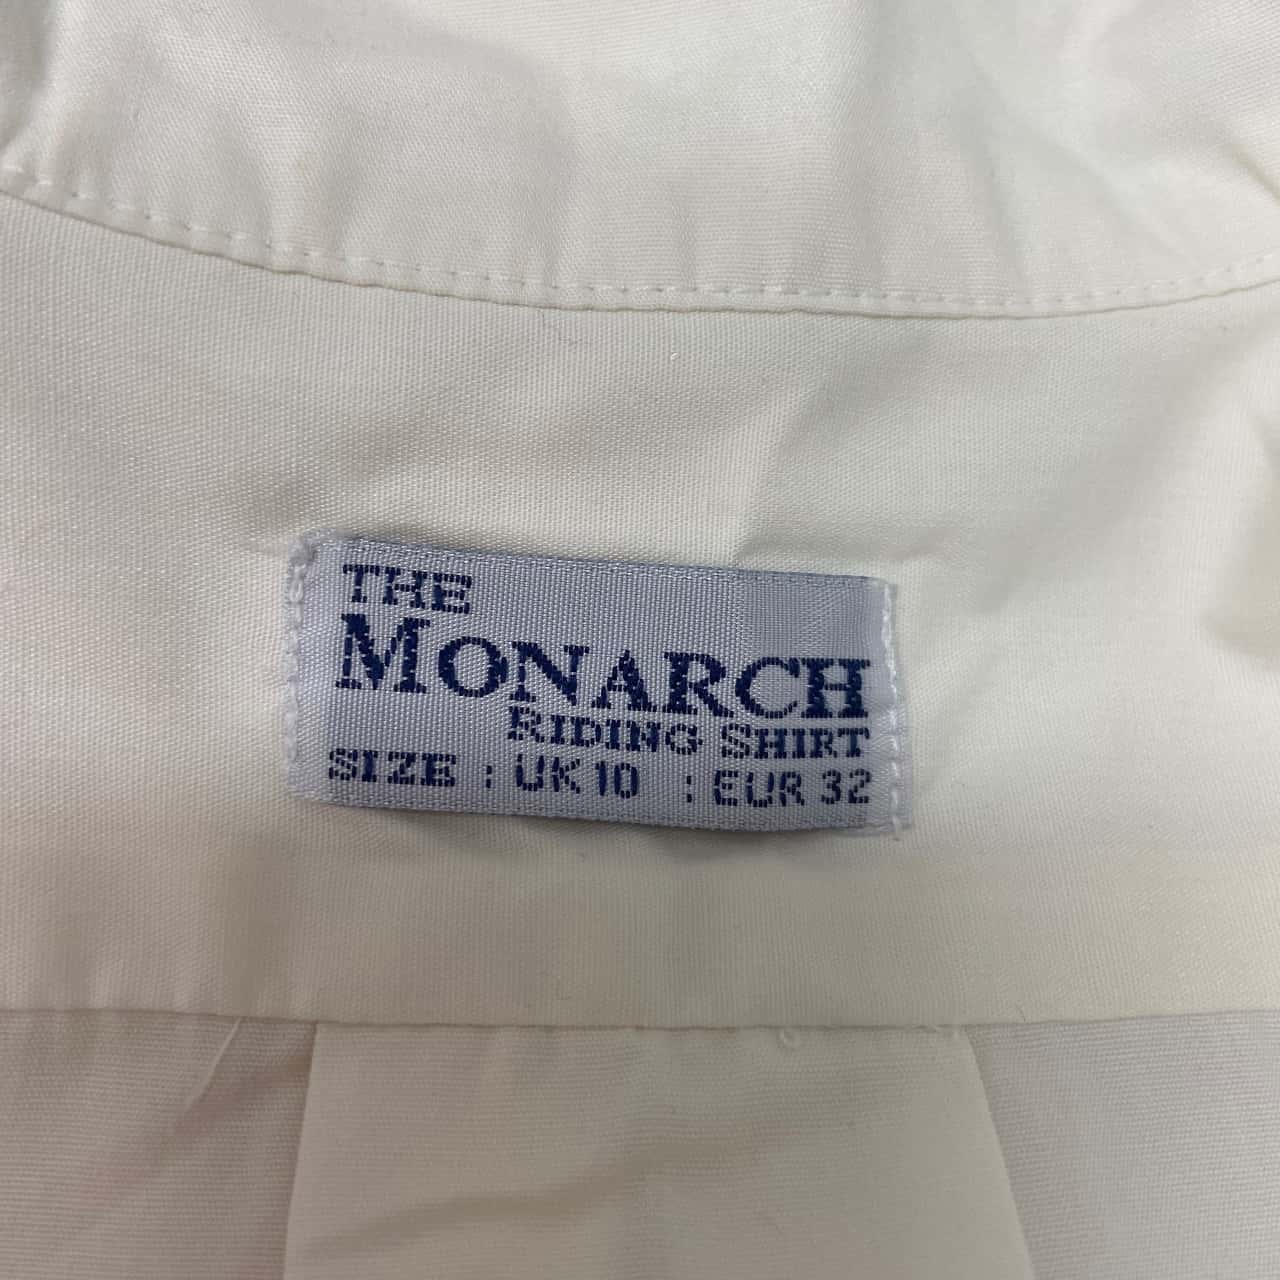 THE
MONARCH
RIDING SHIRT
SIZE : UK 10 : EUR 32